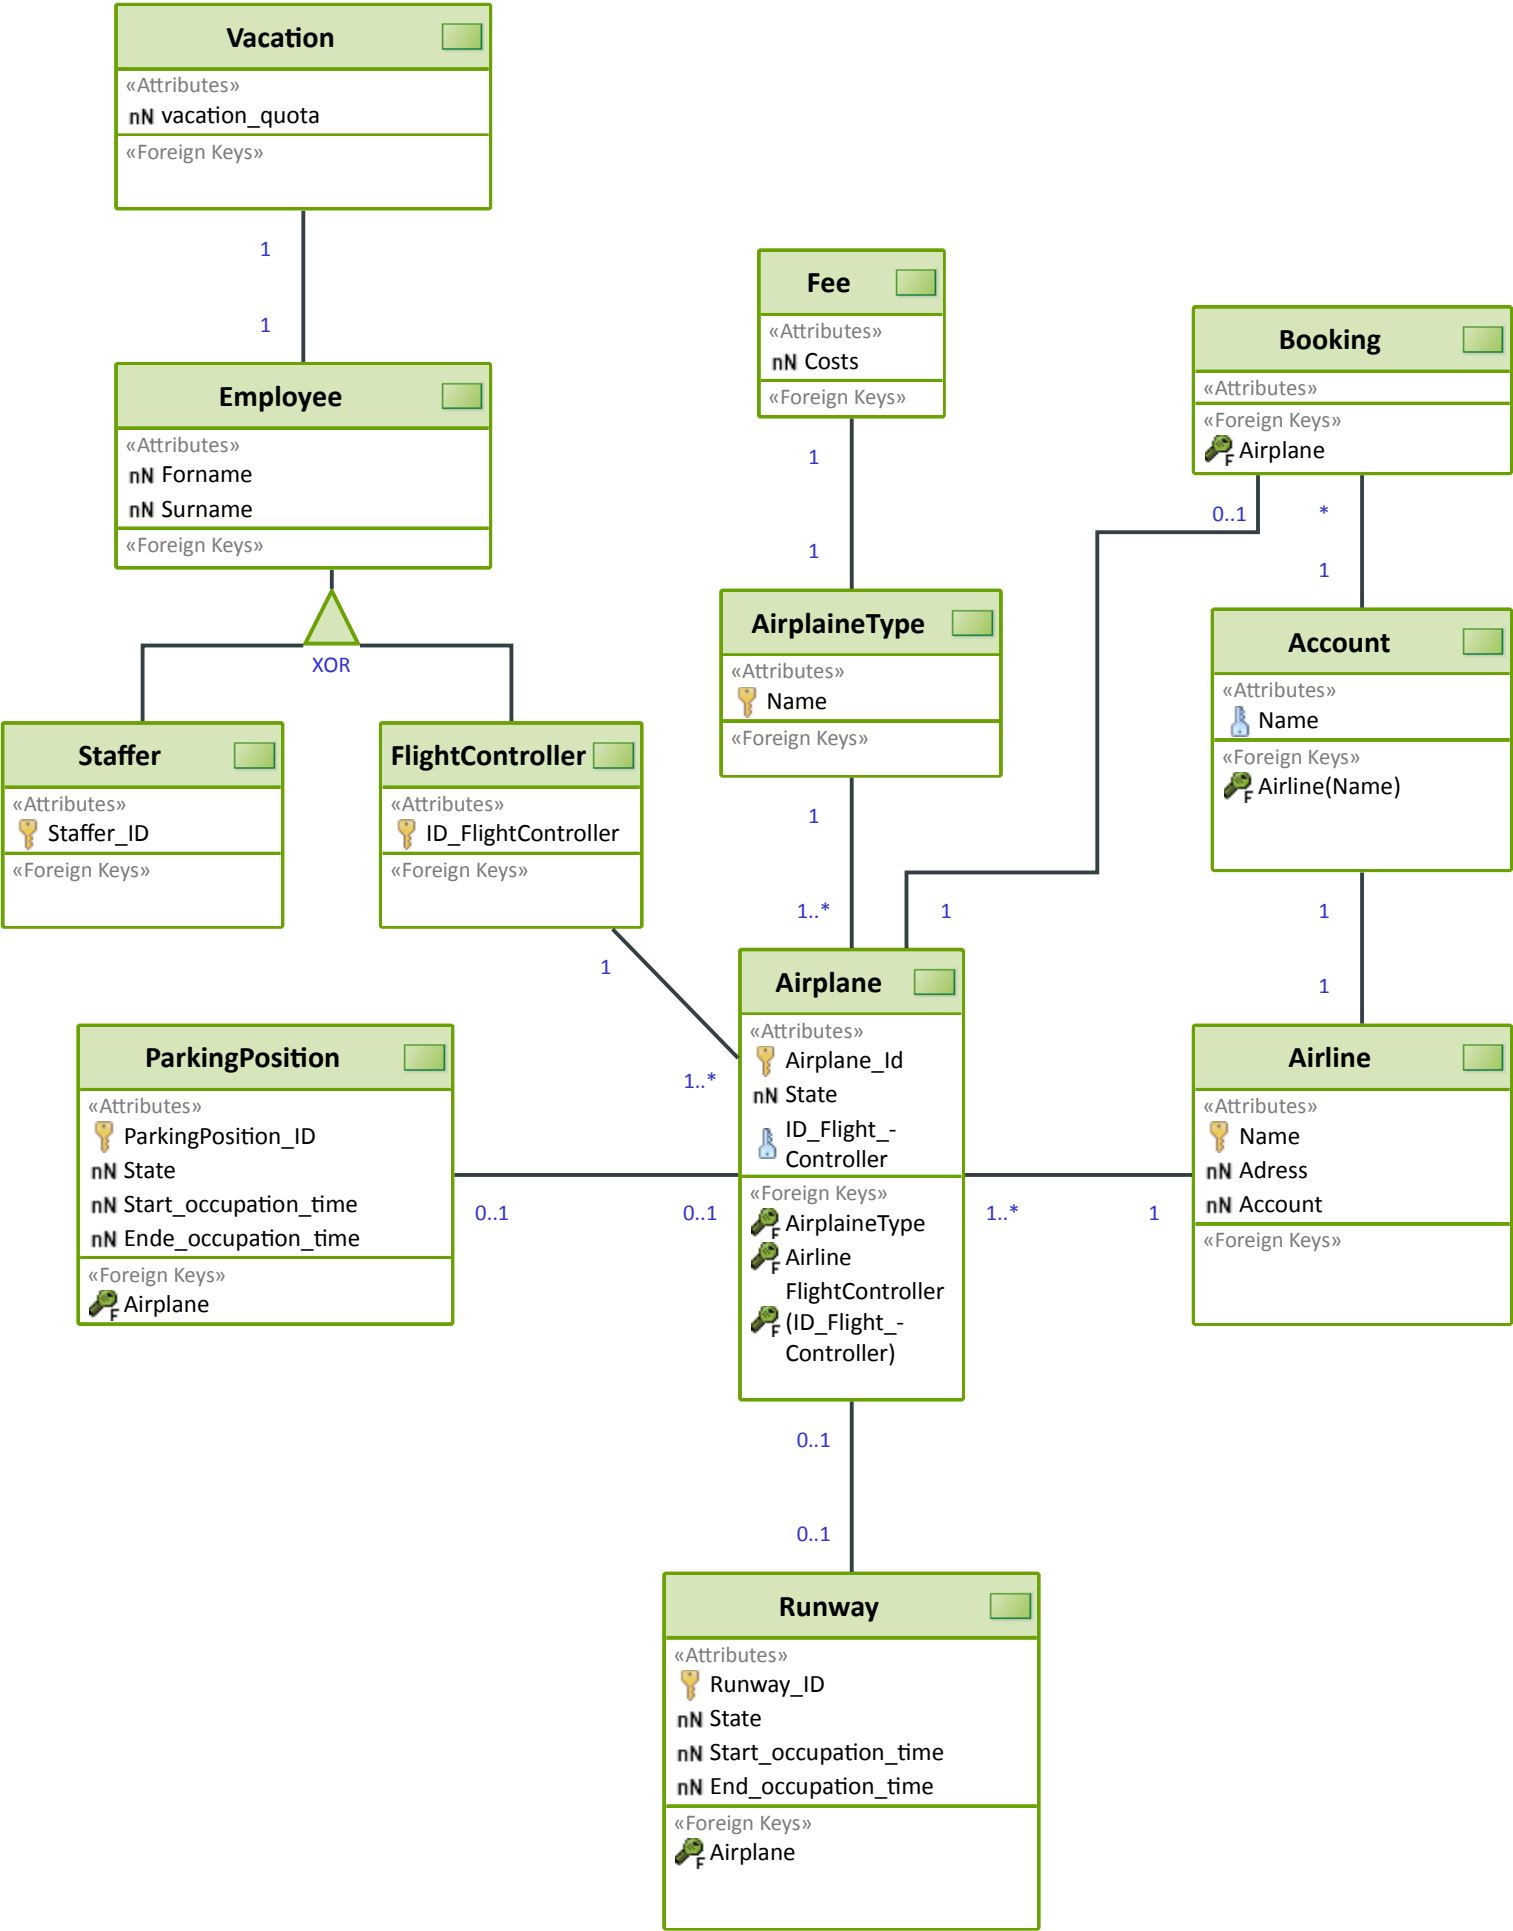 Vacation
«Attributes»
nN vacation_quota
«Foreign Keys»
1
1
Employee
«Attributes»
nN Forname
nN Surname
«Foreign Keys»
XOR
Staffer
«Attributes»
Staffer_ID
«Foreign Keys»
FlightController
«Attributes»
ID_FlightController
«Foreign Keys»
1
1..*
Fee
«Attributes»
nN Costs
«Foreign Keys»
1
1
AirplaineType
«Attributes»
Name
«Foreign Keys»
1
1..*
Booking
«Attributes»
«Foreign Keys»
F Airplane
0..1
1
*
1
Account
«Attributes»
Name
«Foreign Keys»
F Airline(Name)
1
1
Airplane
«Attributes»
Airplane_Id
nN State
ID_Flight_-
Controller
«Foreign Keys»
F AirplaineType
F Airline
FlightController
F (ID_Flight_-
Controller)
ParkingPosition
«Attributes»
ParkingPosition_ID
nN State
nN Start_occupation_time
nN Ende_occupation_time
«Foreign Keys»
F Airplane
0..1
0..1
1..*
1
Airline
«Attributes»
Name
nN Adress
nN Account
«Foreign Keys»
0..1
0..1
Runway
«Attributes»
Runway_ID
nN State
nN Start_occupation_time
nN End_occupation_time
«Foreign Keys»
F Airplane